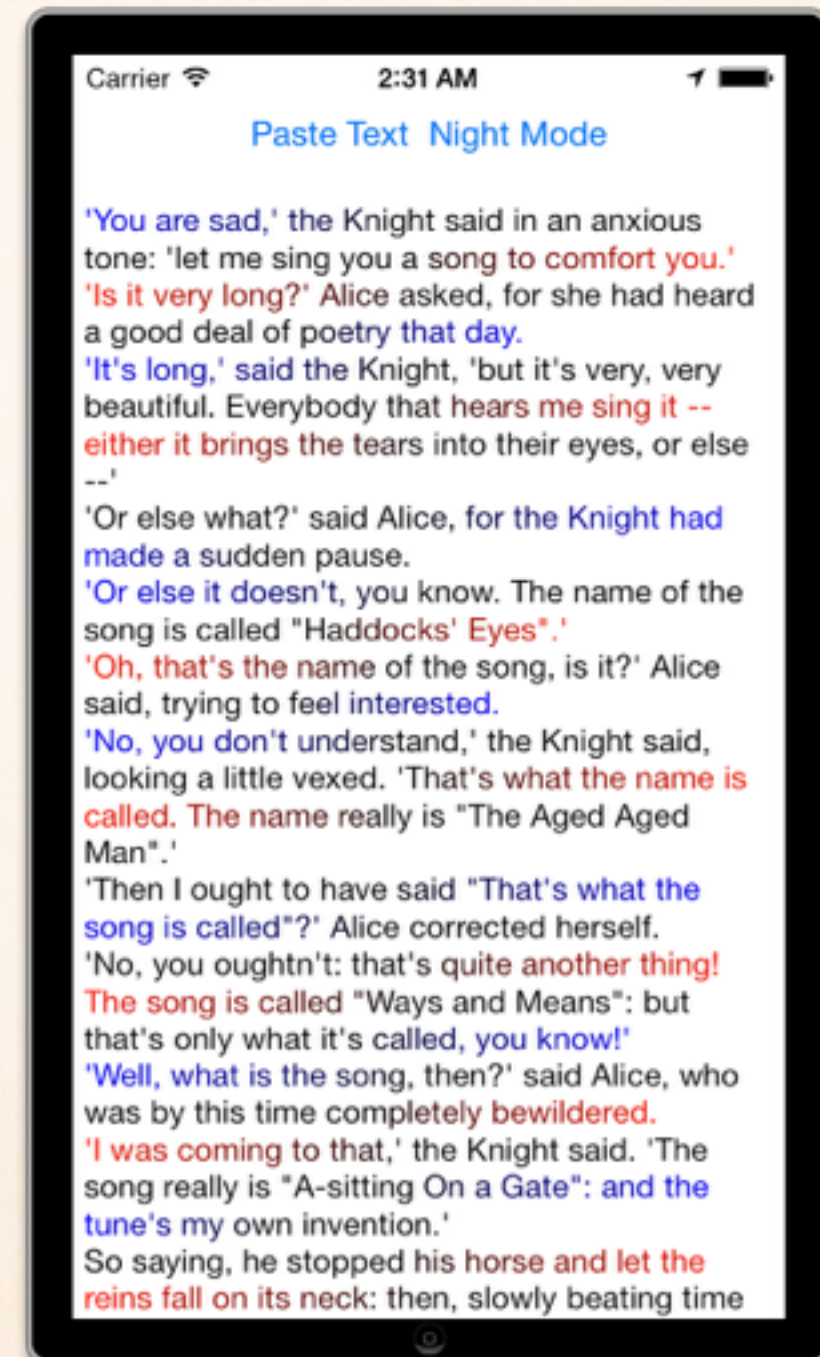 Carrier
2:31 AM
Paste Text Night Mode
'You are sad,' the Knight said in an anxious
tone: 'let me sing you a song to comfort you.'
'Is it very long?' Alice asked, for she had heard
a good deal of poetry that day.
'It's long,' said the Knight, 'but it's very, very
beautiful. Everybody that hears me sing it --
either it brings the tears into their eyes, or else
--'
'Or else what?' said Alice, for the Knight had
made a sudden pause.
'Or else it doesn't, you know. The name of the
song is called "Haddocks' Eyes".'
'Oh, that's the name of the song, is it?' Alice
said, trying to feel interested.
'No, you don't understand,' the Knight said,
looking a little vexed. 'That's what the name is
called. The name really is "The Aged Aged
Man".'
'Then I ought to have said "That's what the
song is called"?' Alice corrected herself.
'No, you oughtn't: that's quite another thing!
The song is called "Ways and Means": but
that's only what it's called, you know!'
'Well, what is the song, then?' said Alice, who
was by this time completely bewildered.
'I was coming to that,' the Knight said. 'The
song really is "A-sitting On a Gate": and the
tune's my own invention.'
So saying, he stopped his horse and let the
reins fall on its neck: then, slowly beating time